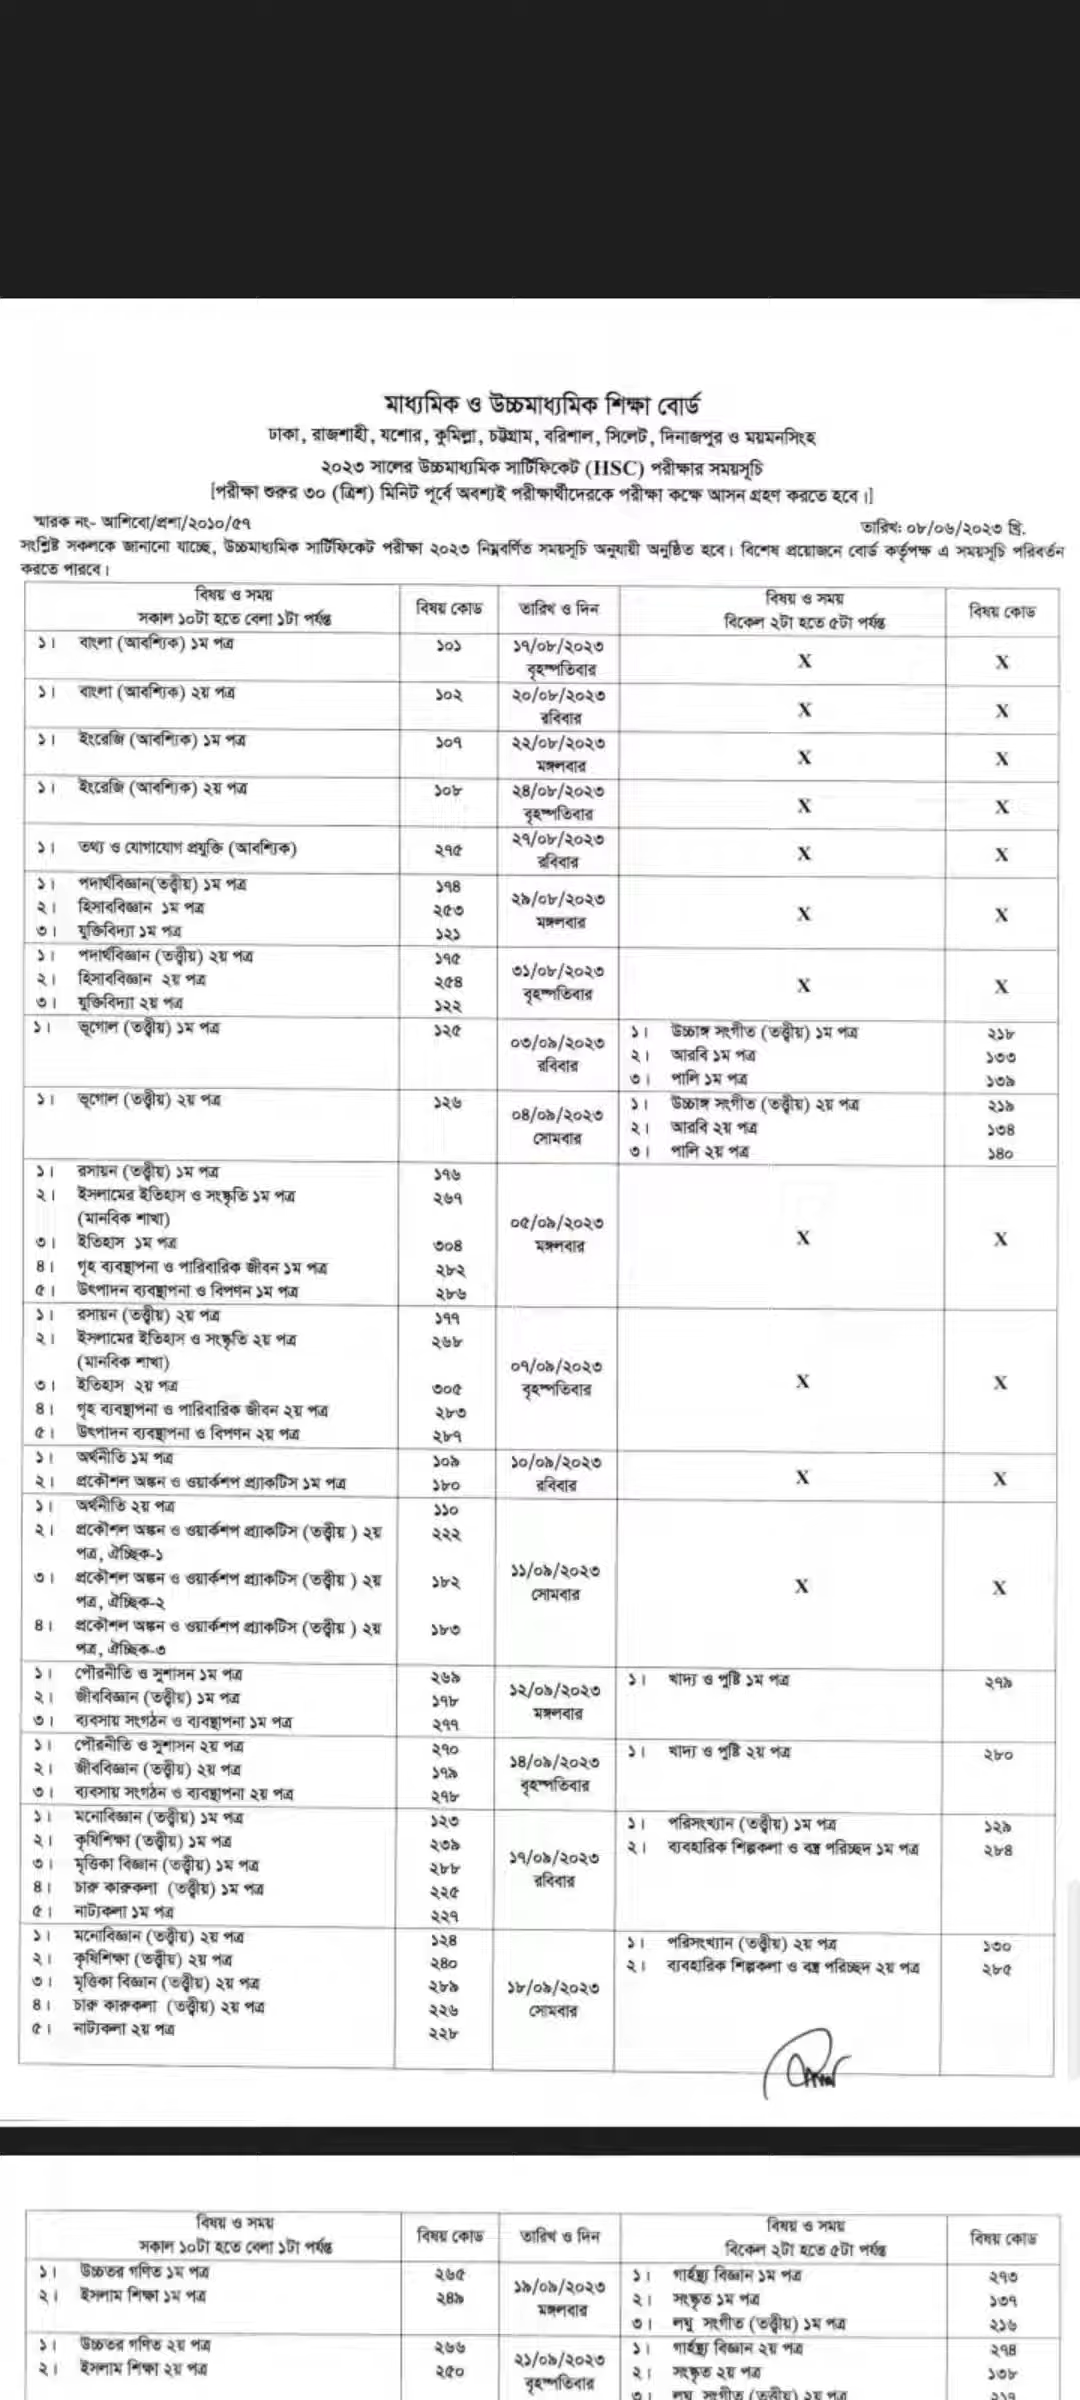 মাধ্যমিক ও উচ্চমাধ্যমিক শিক্ষা বোর্ড
ঢাকা, রাজশাহী, যশোর, কুমিল্লা, চট্টগ্রাম, বরিশাল, সিলেট, দিনাজপুর ও ময়মনসিংহ
২০২৩ সালের উচ্চমাধ্যমিক সার্টিফিকেট (HSC) পরীক্ষার সময়সূচি
[পরীক্ষা শুরুর ৩০ (ত্রিশ) মিনিট পূর্বে অবশ্যই পরীক্ষার্থীদেরকে পরীক্ষা কক্ষে আসন গ্রহণ করতে হবে।]
স্মারক নং- আশিবো/প্রশা/২০১০/৫৭
তারিখ: ০৮/০৬/২০২৩ খ্রি.
সংশ্লিষ্ট সকলকে জানানো যাচ্ছে, উচ্চমাধ্যমিক সার্টিফিকেট পরীক্ষা ২০২৩ নিম্নবর্ণিত সময়সূচি অনুযায়ী অনুষ্ঠিত হবে। বিশেষ প্রয়োজনে বোর্ড কর্তৃপক্ষ এ সময়সূচি পরিবর্তন
করতে পারবে।
বিষয় ও সময় বিষয় কোড তারিখ ও দিন বিষয় ও সময় বিষয় কোড
সকাল ১০টা হতে বেলা ১টা পর্যন্ত বিকেল ২টা হতে ৫টা পর্যন্ত
১। বাংলা (আবশ্যিক) ১ম পত্র ১০১ ১৭/০৮/২০২৩ X X
বৃহস্পতিবার
১। বাংলা (আবশ্যিক) ২য় পত্র ১০২ ২০/০৮/২০২৩ X X
রবিবার
১। ইংরেজি (আবশ্যিক) ১ম পত্র ১০৭ ২২/০৮/২০২৩ X X
মঙ্গলবার
১। ইংরেজি (আবশ্যিক) ২য় পত্র ১০৮ ২৪/০৮/২০২৩ X X
বৃহস্পতিবার
১। তথ্য ও যোগাযোগ প্রযুক্তি (আবশ্যিক) ২৭৫ ২৭/০৮/২০২৩ X X
রবিবার
১। পদার্থবিজ্ঞান(তত্ত্বীয়) ১ম পত্র ১৭৪ ২৯/০৮/২০২৩ X X
২। হিসাববিজ্ঞান ১ম পত্র ২৫৩ মঙ্গলবার
৩। যুক্তিবিদ্যা ১ম পত্র ১২১
১। পদার্থবিজ্ঞান (তত্ত্বীয়) ২য় পত্র ১৭৫ ৩১/০৮/২০২৩ X X
২। হিসাববিজ্ঞান ২য় পত্র ২৫৪ বৃহস্পতিবার
৩। যুক্তিবিদ্যা ২য় পত্র ১২২
১। ভূগোল (তত্ত্বীয়) ১ম পত্র ১২৫ ০৩/০৯/২০২৩ ১। উচ্চাঙ্গ সংগীত (তত্ত্বীয়) ১ম পত্র ২১৮
রবিবার ২। আরবি ১ম পত্র ১৩৩
৩। পালি ১ম পত্র ১৩৯
১। ভূগোল (তত্ত্বীয়) ২য় পত্র ১২৬ ০৪/০৯/২০২৩ ১। উচ্চাঙ্গ সংগীত (তত্ত্বীয়) ২য় পত্র ২১৯
সোমবার ২। আরবি ২য় পত্র ১৩৪
৩। পালি ২য় পত্র ১৪০
১। রসায়ন (তত্ত্বীয়) ১ম পত্র ১৭৬
২। ইসলামের ইতিহাস ও সংস্কৃতি ১ম পত্র ২৬৭
(মানবিক শাখা) ০৫/০৯/২০২৩ X X
৩। ইতিহাস ১ম পত্র ৩০৪ মঙ্গলবার
৪। গৃহ ব্যবস্থাপনা ও পারিবারিক জীবন ১ম পত্র ২৮২
৫। উৎপাদন ব্যবস্থাপনা ও বিপণন ১ম পত্র ২৮৬
১। রসায়ন (তত্ত্বীয়) ২য় পত্র ১৭৭
২। ইসলামের ইতিহাস ও সংস্কৃতি ২য় পত্র ২৬৮
(মানবিক শাখা) ০৭/০৯/২০২৩ X X
৩। ইতিহাস ২য় পত্র ৩০৫ বৃহস্পতিবার
৪। গৃহ ব্যবস্থাপনা ও পারিবারিক জীবন ২য় পত্র ২৮৩
৫। উৎপাদন ব্যবস্থাপনা ও বিপণন ২য় পত্র ২৮৭
১। অর্থনীতি ১ম পত্র ১০৯ ১০/০৯/২০২৩ X X
২। প্রকৌশল অঙ্কন ও ওয়ার্কশপ প্র্যাকটিস ১ম পত্র ১৮০ রবিবার
১। অর্থনীতি ২য় পত্র ১১০
২। প্রকৌশল অঙ্কন ও ওয়ার্কশপ প্র্যাকটিস (তত্ত্বীয় ) ২য় ২২২
পত্র, ঐচ্ছিক-১ ১১/০৯/২০২৩
৩। প্রকৌশল অঙ্কন ও ওয়ার্কশপ প্র্যাকটিস (তত্ত্বীয় ) ২য় ১৮২ সোমবার X X
পত্র, ঐচ্ছিক-২
৪। প্রকৌশল অঙ্কন ও ওয়ার্কশপ প্র্যাকটিস (তত্ত্বীয় ) ২য় ১৮৩
পত্র, ঐচ্ছিক-৩
১। পৌরনীতি ও সুশাসন ১ম পত্র ২৬৯ ১২/০৯/২০২৩ ১। খাদ্য ও পুষ্টি ১ম পত্র ২৭৯
২। জীববিজ্ঞান (তত্ত্বীয়) ১ম পত্র ১৭৮ মঙ্গলবার
৩। ব্যবসায় সংগঠন ও ব্যবস্থাপনা ১ম পত্র ২৭৭
১। পৌরনীতি ও সুশাসন ২য় পত্র ২৭০ ১৪/০৯/২০২৩ ১। খাদ্য ও পুষ্টি ২য় পত্র ২৮০
২। জীববিজ্ঞান (তত্ত্বীয়) ২য় পত্র ১৭৯ বৃহস্পতিবার
৩। ব্যবসায় সংগঠন ও ব্যবস্থাপনা ২য় পত্র ২৭৮
১। মনোবিজ্ঞান (তত্ত্বীয়) ১ম পত্র ১২৩ ১। পরিসংখ্যান (তত্ত্বীয়) ১ম পত্র ১২৯
২। কৃষিশিক্ষা (তত্ত্বীয়) ১ম পত্র ২৩৯ ২। ব্যবহারিক শিল্পকলা ও বস্ত্র পরিচ্ছদ ১ম পত্র ২৮৪
৩। মৃত্তিকা বিজ্ঞান (তত্ত্বীয়) ১ম পত্র ২৮৮ ১৭/০৯/২০২৩
৪। চারু কারুকলা (তত্ত্বীয়) ১ম পত্র ২২৫ রবিবার
৫। নাট্যকলা ১ম পত্র ২২৭
১। মনোবিজ্ঞান (তত্ত্বীয়) ২য় পত্র ১২৪ ১। পরিসংখ্যান (তত্ত্বীয়) ২য় পত্র ১৩০
২। কৃষিশিক্ষা (তত্ত্বীয়) ২য় পত্র ২৪০ ২। ব্যবহারিক শিল্পকলা ও বস্ত্র পরিচ্ছদ ২য় পত্র ২৮৫
৩। মৃত্তিকা বিজ্ঞান (তত্ত্বীয়) ২য় পত্র ২৮৯ ১৮/০৯/২০২৩
৪। চারু কারুকলা (তত্ত্বীয়) ২য় পত্র ২২৬ সোমবার
৫। নাট্যকলা ২য় পত্র ২২৮
বিষয় ও সময় বিষয় কোড তারিখ ও দিন বিষয় ও সময় বিষয় কোড
সকাল ১০টা হতে বেলা ১টা পর্যন্ত বিকেল ২টা হতে ৫টা পর্যন্ত
১। উচ্চতর গণিত ১ম পত্র ২৬৫ ১৯/০৯/২০২৩ ১। গার্হস্থ্য বিজ্ঞান ১ম পত্র ২৭৩
২। ইসলাম শিক্ষা ১ম পত্র ২৪৯ মঙ্গলবার ২। সংস্কৃত ১ম পত্র ১৩৭
৩। লঘু সংগীত (তত্ত্বীয়) ১ম পত্র ২১৬
১। উচ্চতর গণিত ২য় পত্র ২৬৬ ২১/০৯/২০২৩ ১। গার্হস্থ্য বিজ্ঞান ২য় পত্র ২৭৪
২। ইসলাম শিক্ষা ২য় পত্র ২৫০ বৃহস্পতিবার ২। সংস্কৃত ২য় পত্র ১৩৮
৩। লঘু সংগীত (তত্ত্বীয়) ২য় পত্র ২১৭